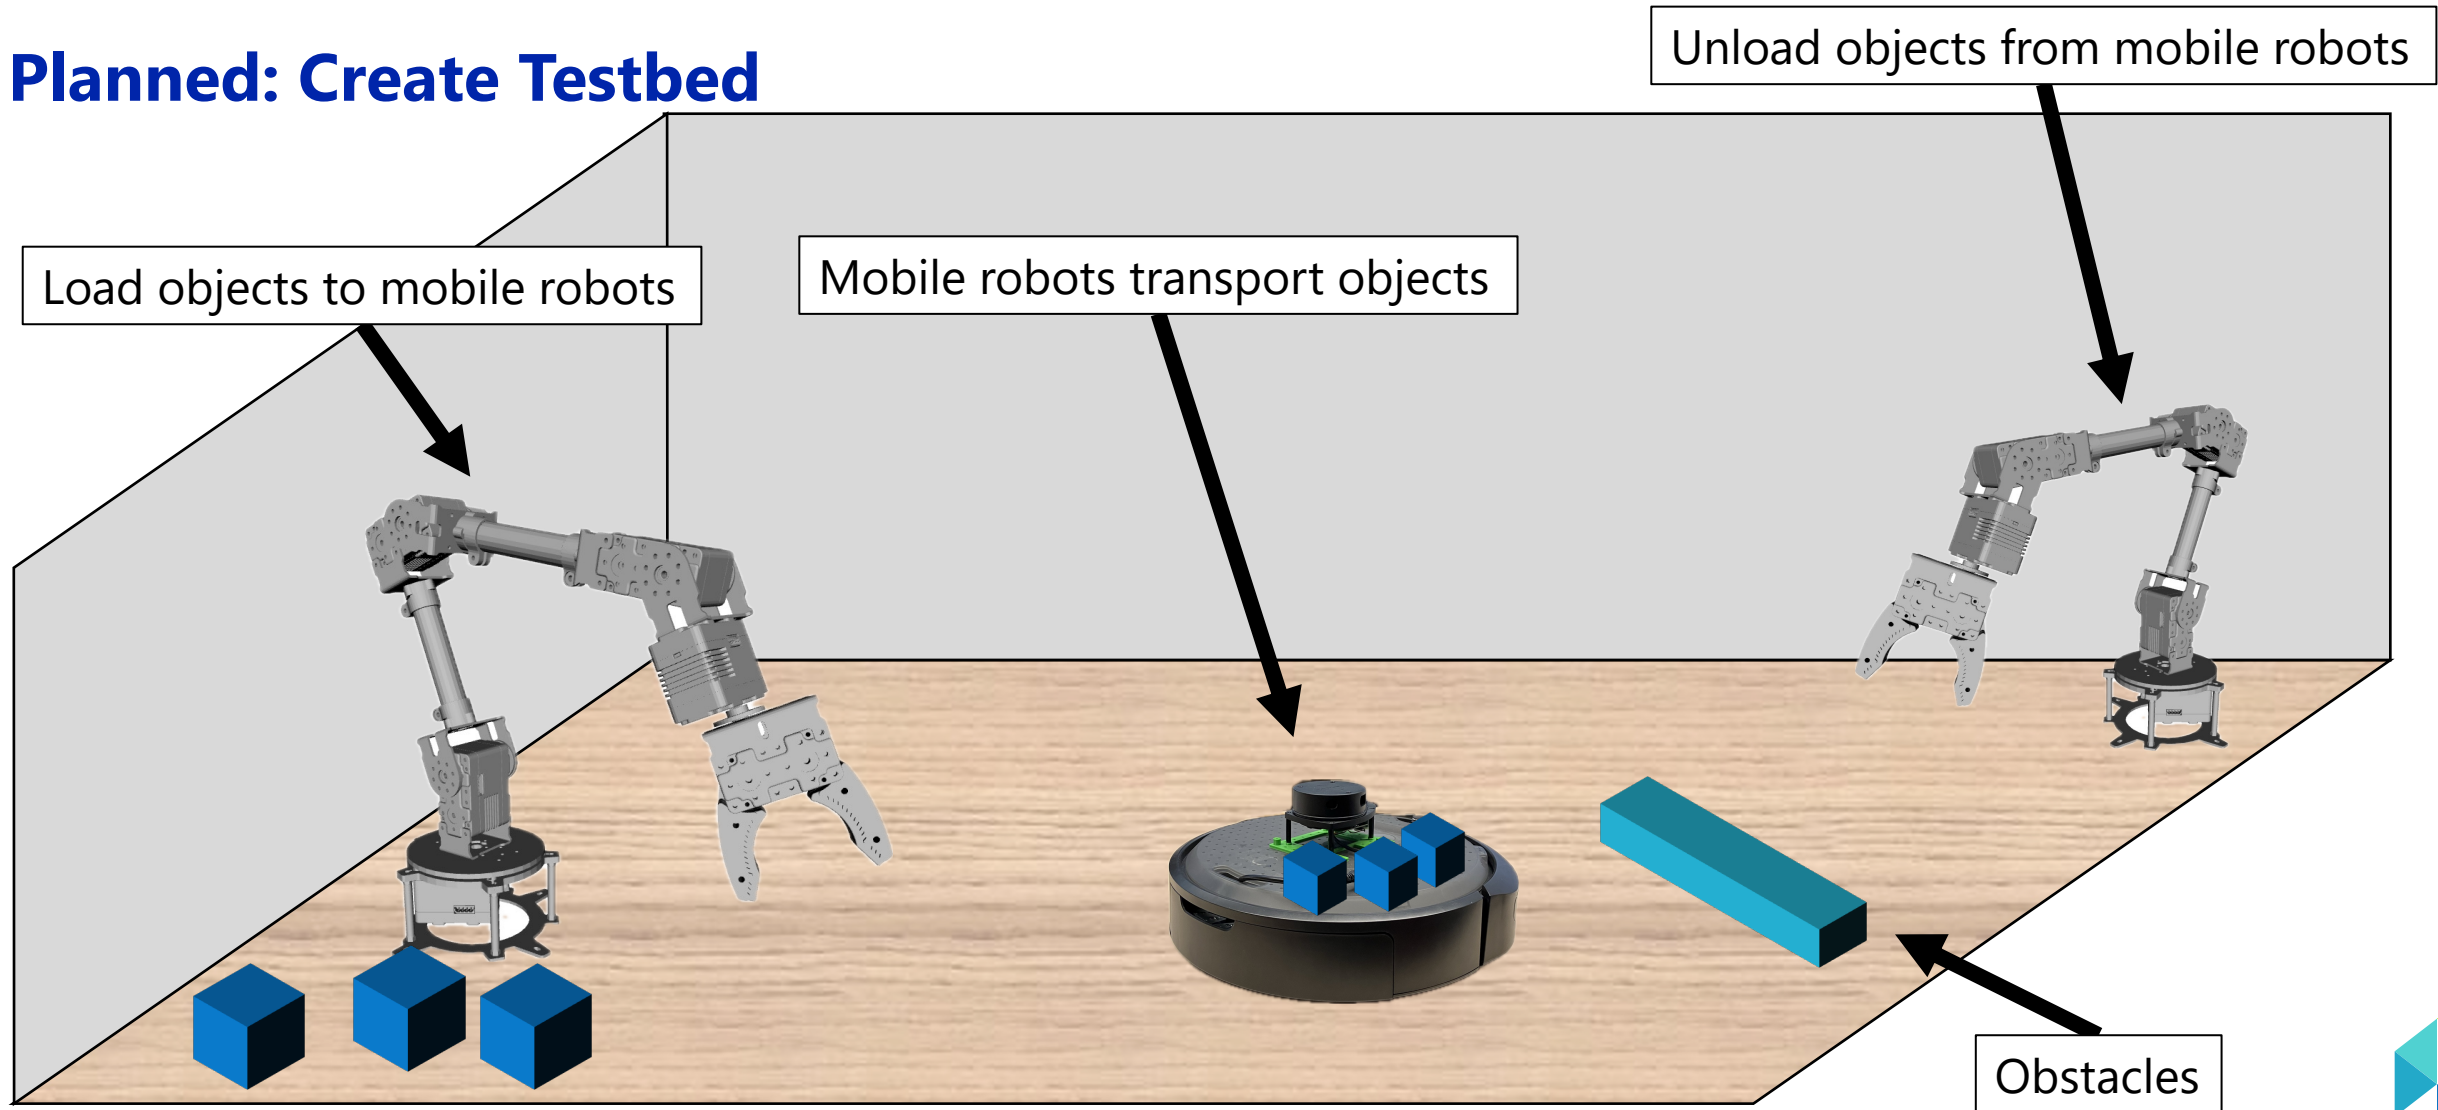 Planned: Create Testbed
Unload objects from mobile robots
Load objects to mobile robots
Mobile robots transport objects
Obstacles